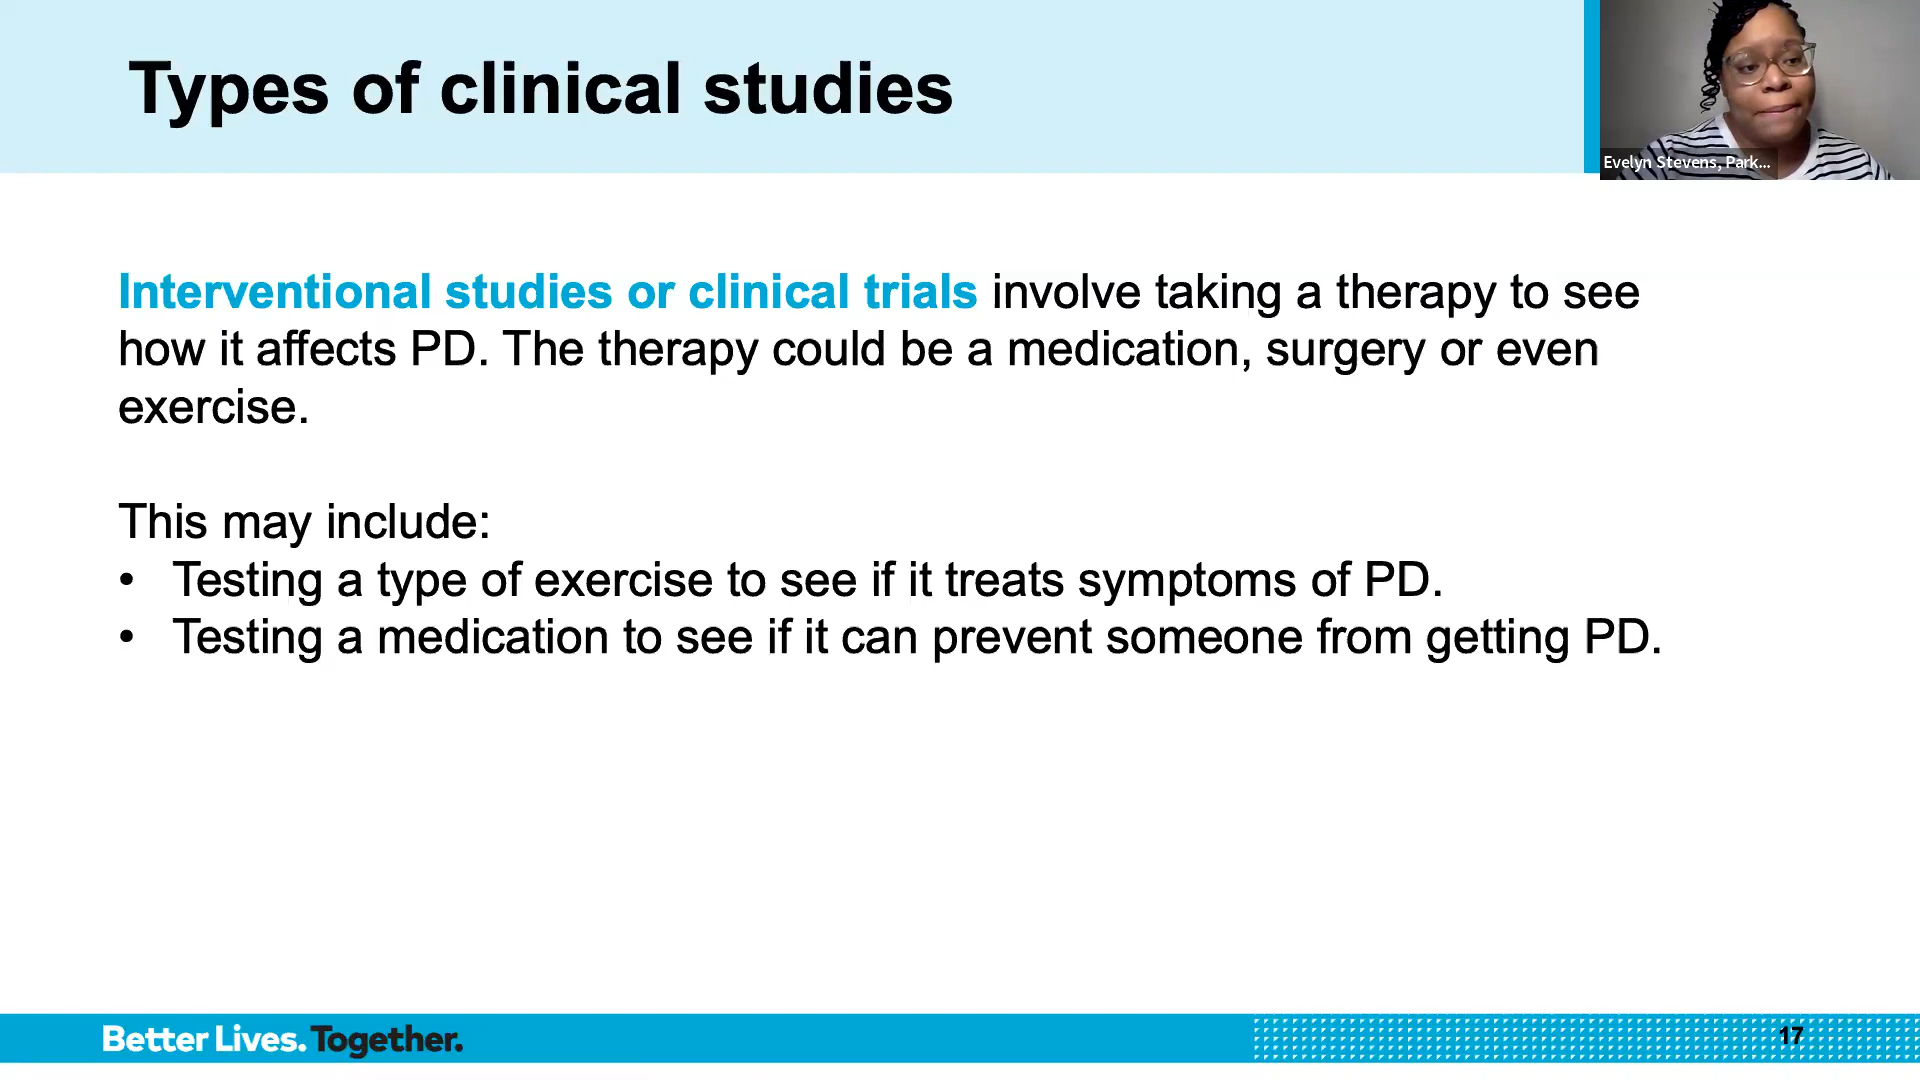 Types of clinical studies
Evelyn Stevens, Park...
Interventional studies or clinical trials involve taking a therapy to see
how it affects PD. The therapy could be a medication, surgery or even
exercise.
This may include:
• Testing a type of exercise to see if it treats symptoms of PD.
• Testing a medication to see if it can prevent someone from getting PD.
Better Lives. Together.
17